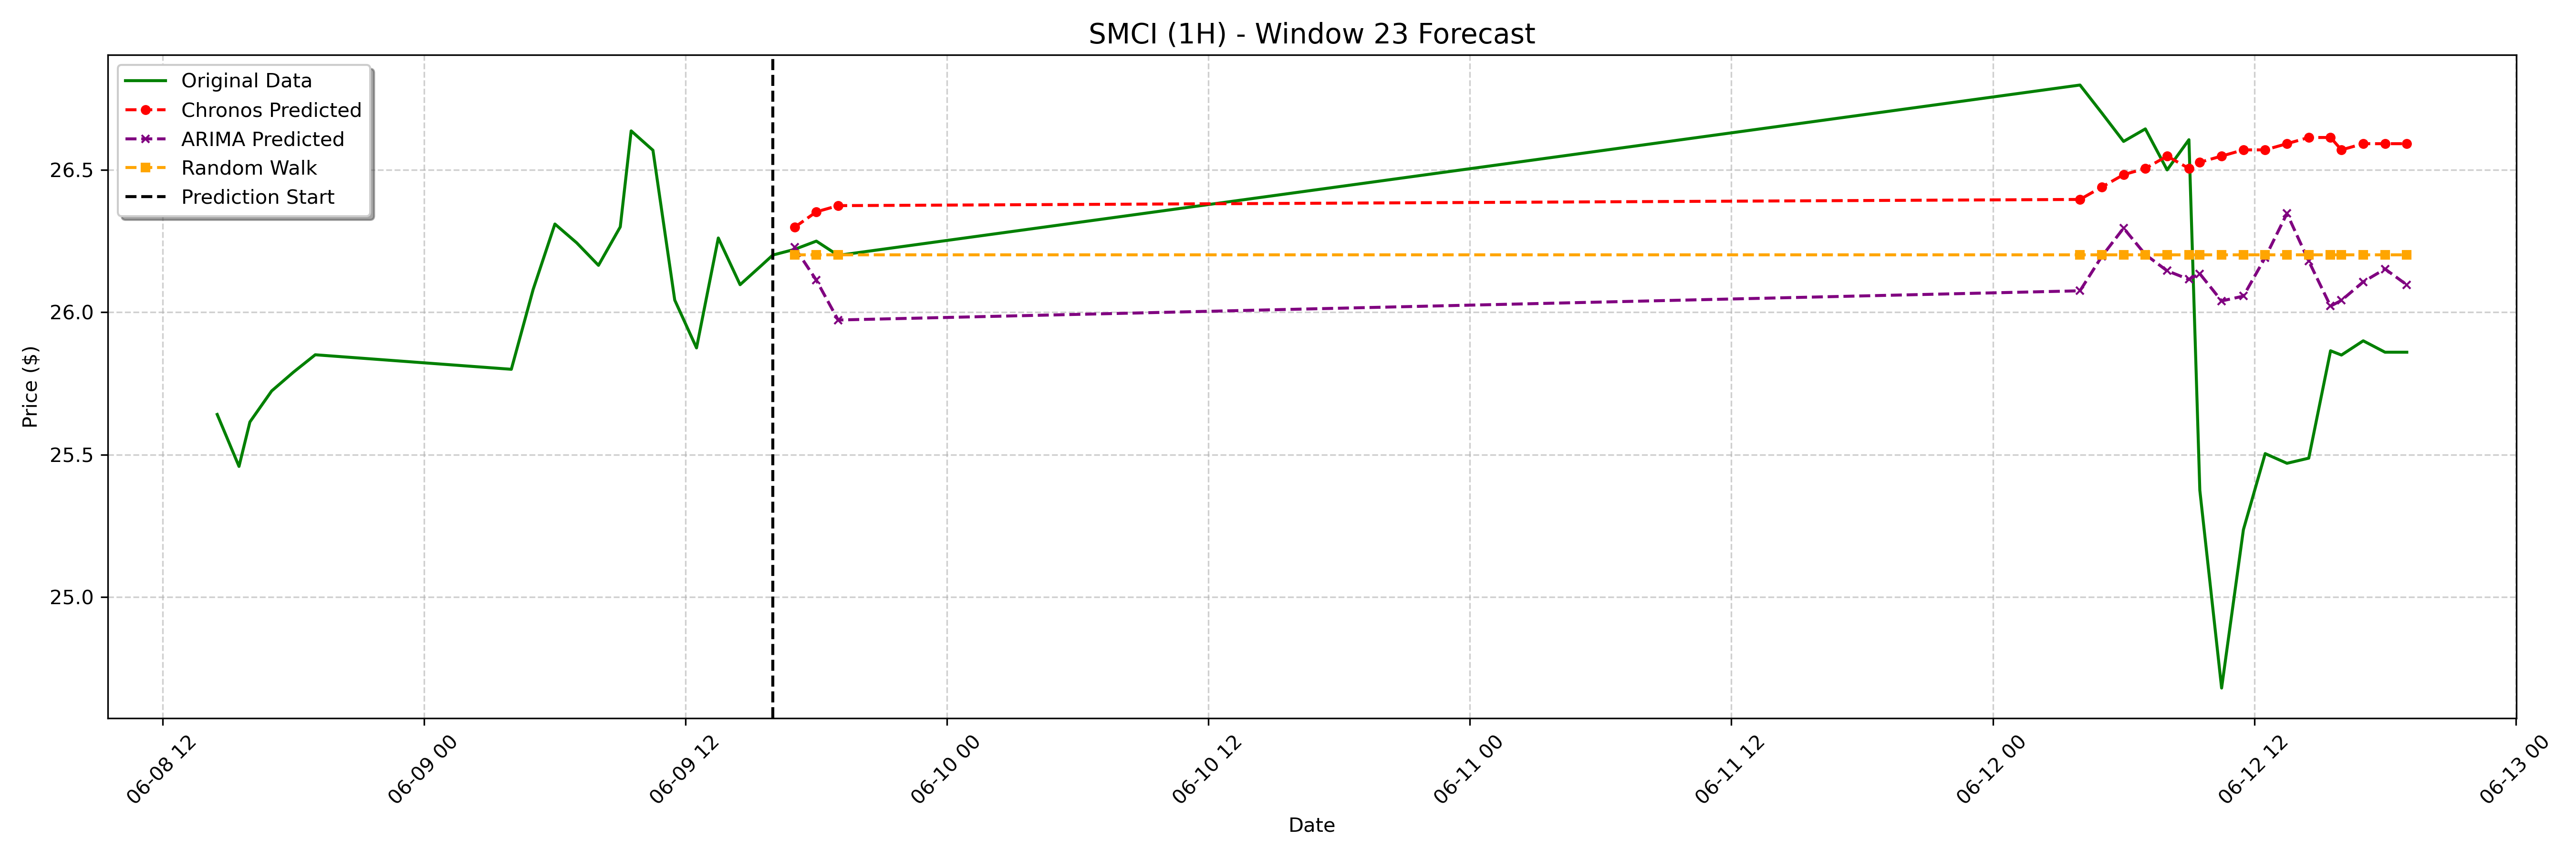 SMCI (1H) - Window 23 Forecast
Original Data
Chronos Predicted
ARIMA Predicted
Random Walk
Prediction Start
26.5
26.0
25.5
25.0
Price ($)
06-08 12
06-09 00
06-09 12
06-10 00
06-10 12
06-11 00
06-11 12
06-12 00
06-12 12
06-13 00
Date